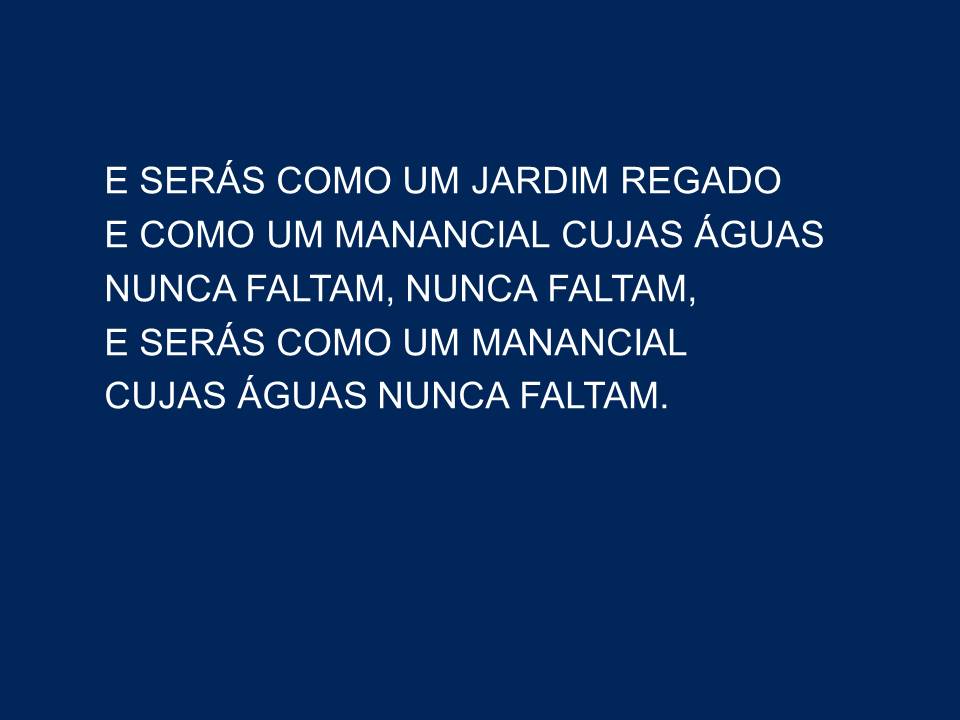 E SERÁS COMO UM JARDIM REGADO
E COMO UM MANANCIAL CUJAS ÁGUAS
NUNCA FALTAM, NUNCA FALTAM,
E SERÁS COMO UM MANANCIAL
CUJAS ÁGUAS NUNCA FALTAM.